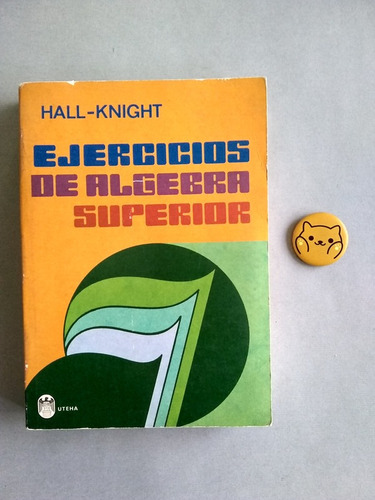 HALL-KNIGHT
EJERCICIOS
DE ALGEBRA
SUPERIOR
UTEHA